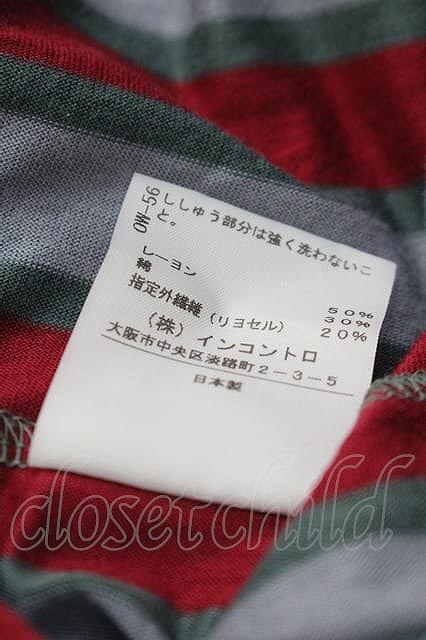 OW-56
ししゅう部分は強く洗わないこ
と。
レーヨン 50%
綿 30%
指定外繊維(リヨセル) 20%
(株)インコントロ
大阪市中央区淡路町2-3-5
日本製
closet child